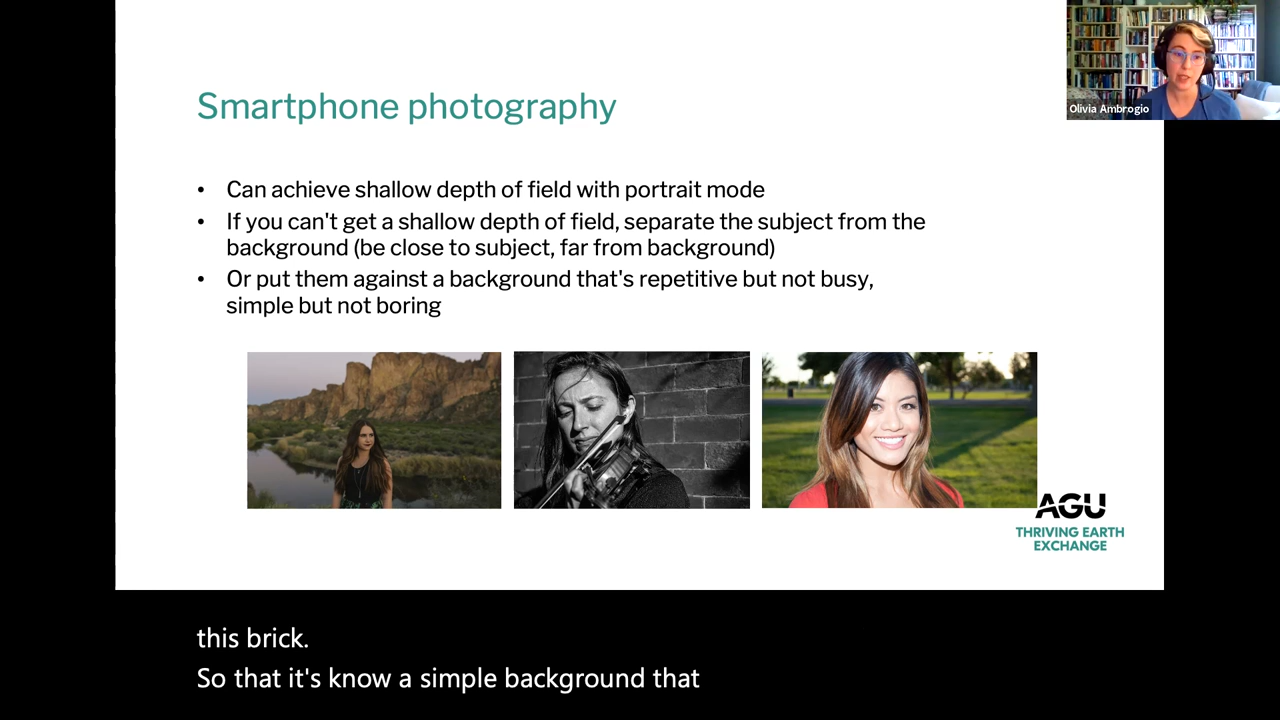 Olivia Ambrogio
Smartphone photography
• Can achieve shallow depth of field with portrait mode
• If you can't get a shallow depth of field, separate the subject from the
background (be close to subject, far from background)
• Or put them against a background that's repetitive but not busy,
simple but not boring
AGU
THRIVING EARTH
EXCHANGE
this brick.
So that it's know a simple background that